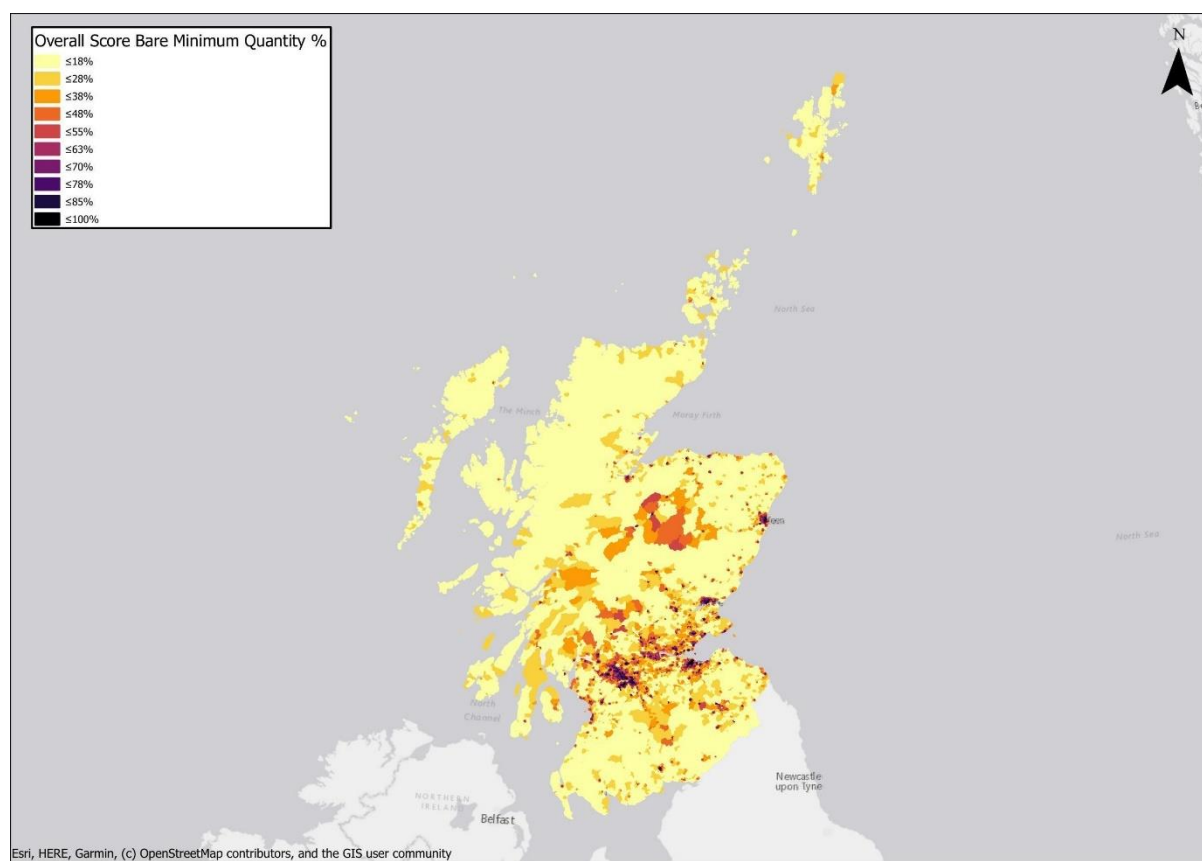 Overall Score Bare Minimum Quantity %
≤18%
≤28%
≤38%
≤48%
≤55%
≤63%
≤70%
≤78%
≤85%
≤100%
N
North Sea
The Minch
Moray Firth
North Sea
North
Channel
Newcastle
upon Tyne
NORTHERN
IRELAND
Belfast
Esri, HERE, Garmin, (c) OpenStreetMap contributors, and the GIS user community